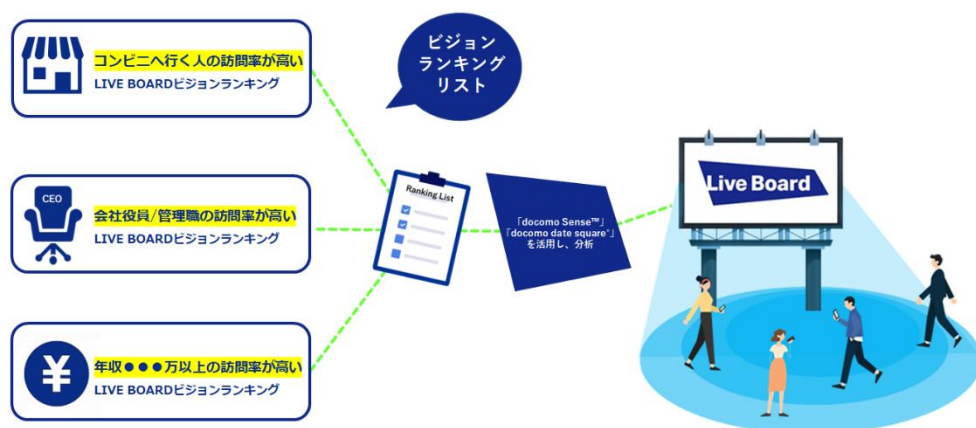 コンビニへ行く人の訪問率が高い
LIVE BOARDビジョンランキング
CEO
会社役員/管理職の訪問率が高い
LIVE BOARDビジョンランキング
¥
年収●●●万以上の訪問率が高い
LIVE BOARDビジョンランキング
ビジョン
ランキング
リスト
Ranking List
「docomo Sense™」
「docomo date square*」
を活用し、分析
Live Board